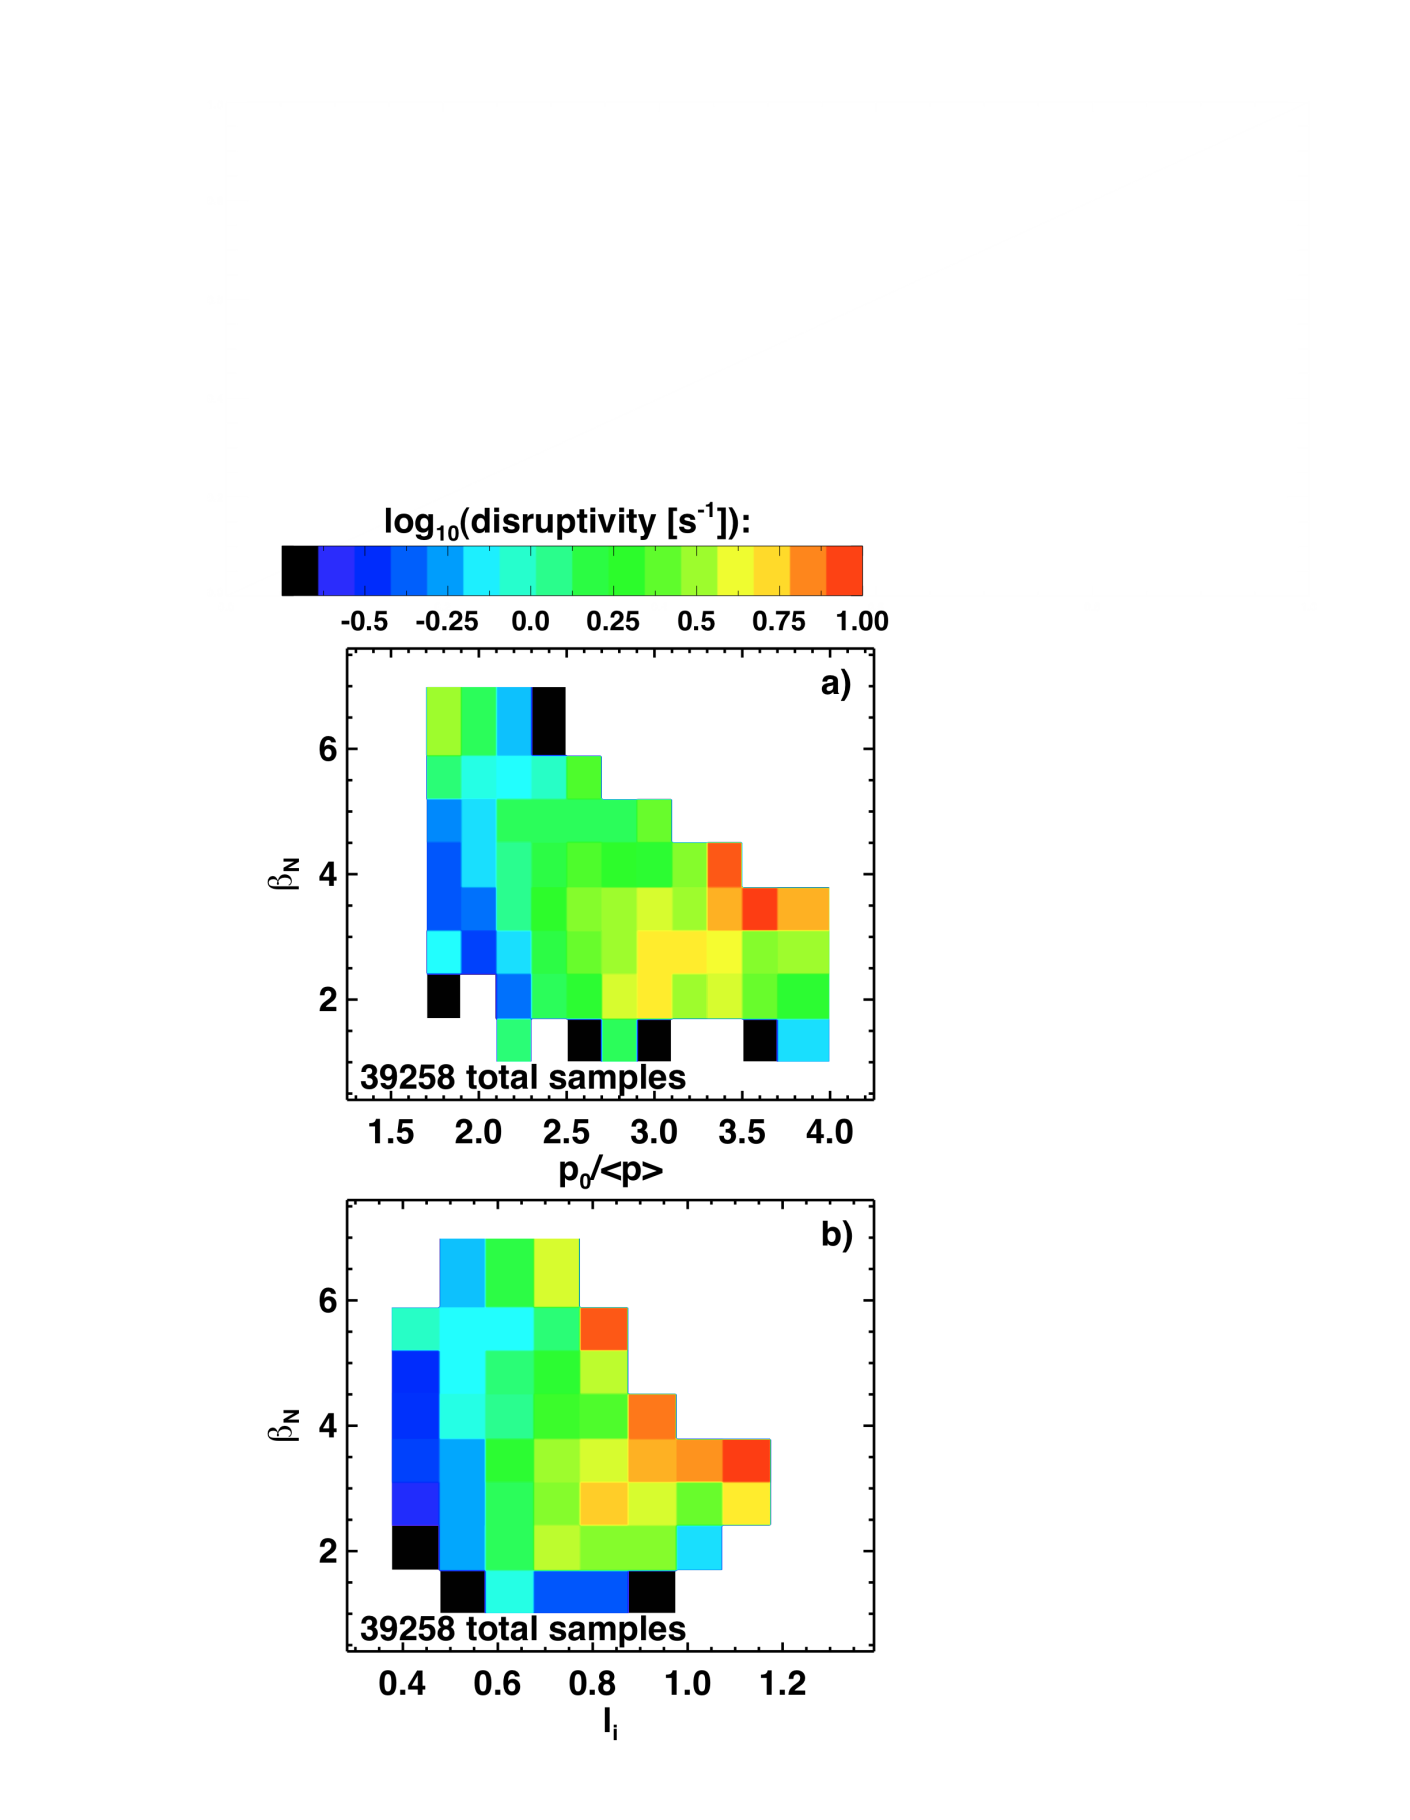 log10(disruptivity [s-1]):
-0.5 -0.25 0.0 0.25 0.5 0.75 1.00
a)
6
4
2
βN
39258 total samples
1.5 2.0 2.5 3.0 3.5 4.0
p0/<p>
b)
6
4
2
βN
39258 total samples
0.4 0.6 0.8 1.0 1.2
li